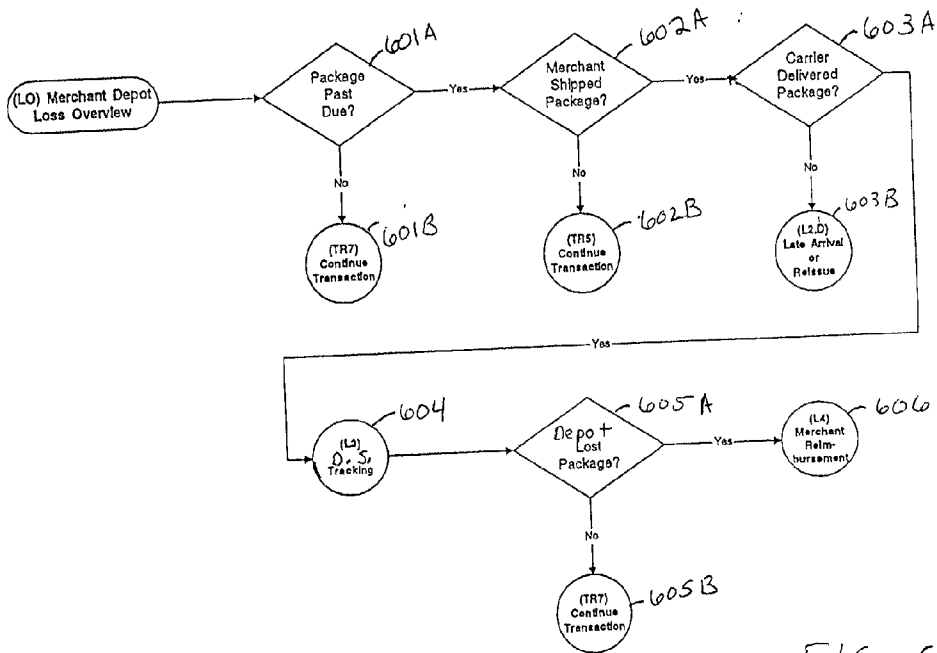 601A
602A
603A
(LO) Merchant Depot
Loss Overview
Package
Past
Due?
Yes
Merchant
Shipped
Package?
Yes
Carrier
Delivered
Package?
No
No
No
601B
602B
603B
(TR7)
Continue
Transaction
(TR5)
Continue
Transaction
(L2,D)
Late Arrival
or
Reissue
Yes
604
605A
606
(L3)
D.S.
Tracking
Depot
Lost
Package?
Yes
(L4)
Merchant
Reim-
bursement
No
605B
(TR7)
Continue
Transaction